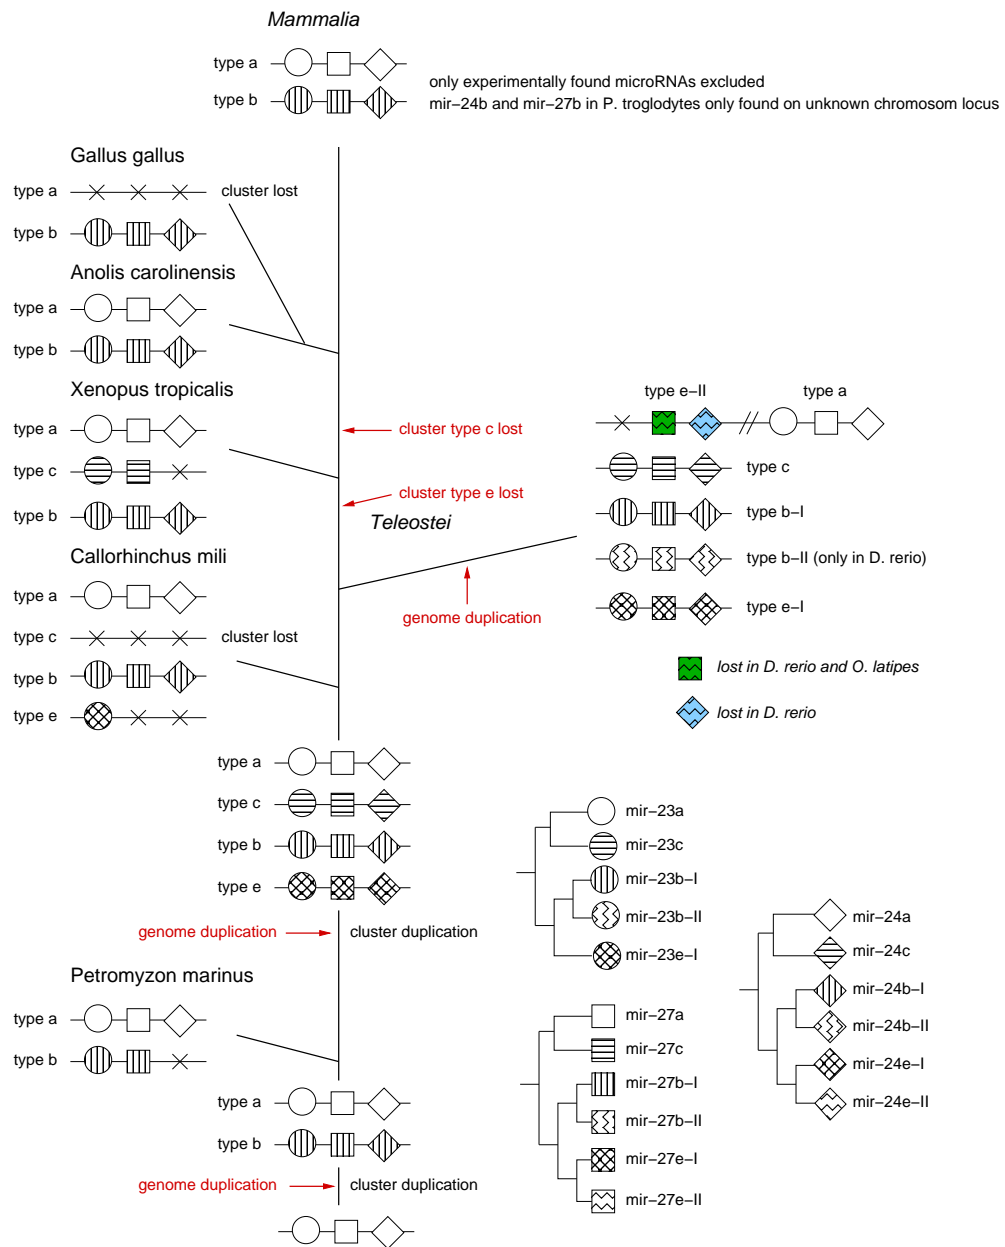 Mammalia
type a
type b
only experimentally found microRNAs excluded
mir−24b and mir−27b in P. troglodytes only found on unknown chromosom locus
Gallus gallus
type a
cluster lost
type b
Anolis carolinensis
type a
type b
Xenopus tropicalis
type a
type c
type b
cluster type c lost
cluster type e lost
Teleostei
genome duplication
type e−II
type a
type c
type b−I
type b−II (only in D. rerio)
type e−I
lost in D. rerio and O. latipes
lost in D. rerio
Callorhinchus mili
type a
type c
cluster lost
type b
type e
type a
type c
type b
type e
genome duplication
cluster duplication
Petromyzon marinus
type a
type b
type a
type b
genome duplication
cluster duplication
mir−23a
mir−23c
mir−23b−I
mir−23b−II
mir−23e−I
mir−27a
mir−27c
mir−27b−I
mir−27b−II
mir−27e−I
mir−27e−II
mir−24a
mir−24c
mir−24b−I
mir−24b−II
mir−24e−I
mir−24e−II